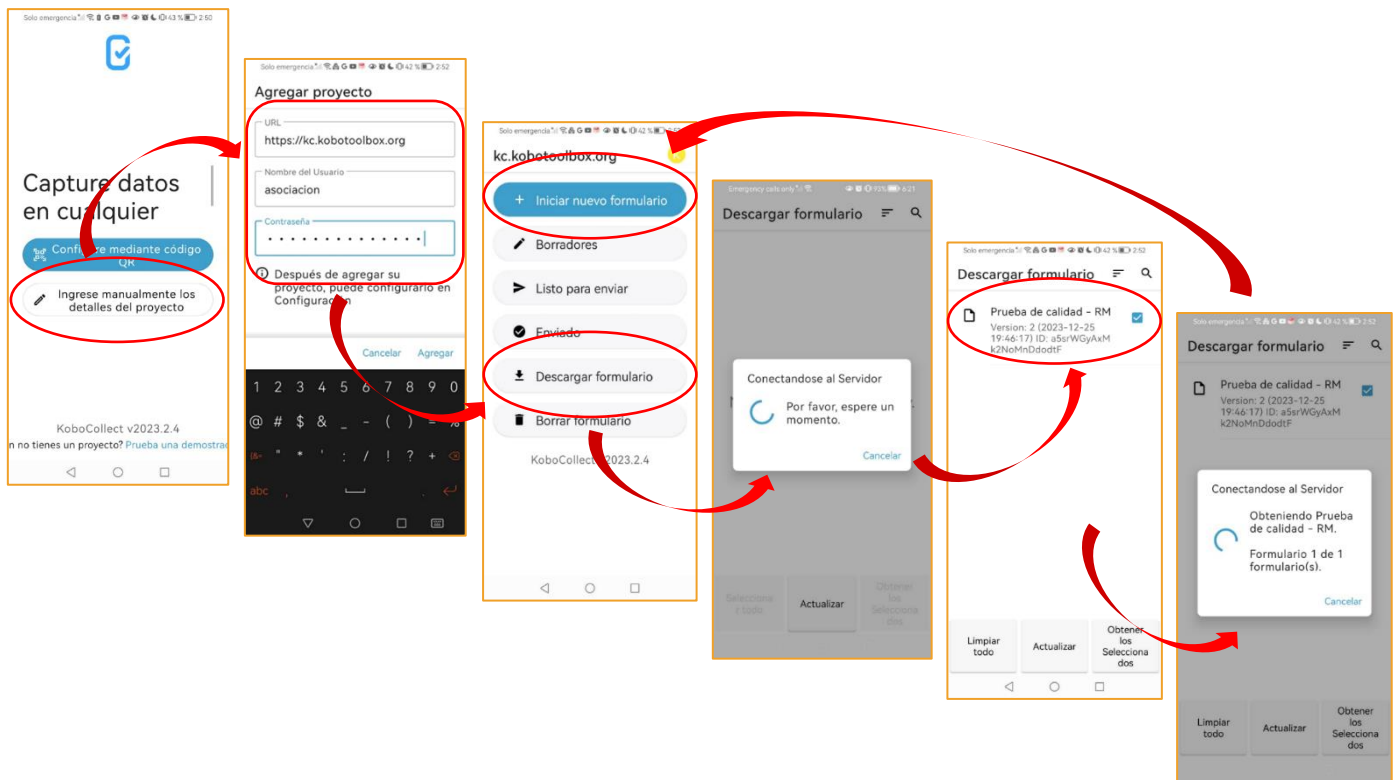 Solo emergencia 43 % 2:50
Capture datos
en cualquier
Configure mediante código
QR
Ingrese manualmente los
detalles del proyecto
KoboCollect v2023.2.4
n no tienes un proyecto? Prueba una demostrac
Solo emergencia 42 % 2:52
Agregar proyecto
URL
https://kc.kobotoolbox.org
Nombre del Usuario
asociacion
Contraseña
Después de agregar su
proyecto, puede configurarlo en
Configuración
Cancelar Agregar
1 2 3 4 5 6 7 8 9 0
@ # $ & _ - ( ) = %
" * ' : / ! ? +
abc , .
Solo emergencia 42 %
kc.kobotoolbox.org
+ Iniciar nuevo formulario
Borradores
Listo para enviar
Enviado
Descargar formulario
Borrar formulario
KoboCollect v2023.2.4
Emergency calls only 93% 6:21
Descargar formulario
Conectandose al Servidor
Por favor, espere un
momento.
Cancelar
Selecciona
r todo
Actualizar
Obtener
los
Selecciona
dos
Solo emergencia 42 % 2:52
Descargar formulario
Prueba de calidad - RM
Version: 2 (2023-12-25
19:46:17) ID: a5srWGyAxM
k2NoMnDdodtF
Limpiar
todo
Actualizar
Obtener
los
Selecciona
dos
Solo emergencia 42 % 2:52
Descargar formulario
Prueba de calidad - RM
Version: 2 (2023-12-25
19:46:17) ID: a5srWGyAxM
k2NoMnDdodtF
Conectandose al Servidor
Obteniendo Prueba
de calidad - RM.
Formulario 1 de 1
formulario(s).
Cancelar
Limpiar
todo
Actualizar
Obtener
los
Selecciona
dos